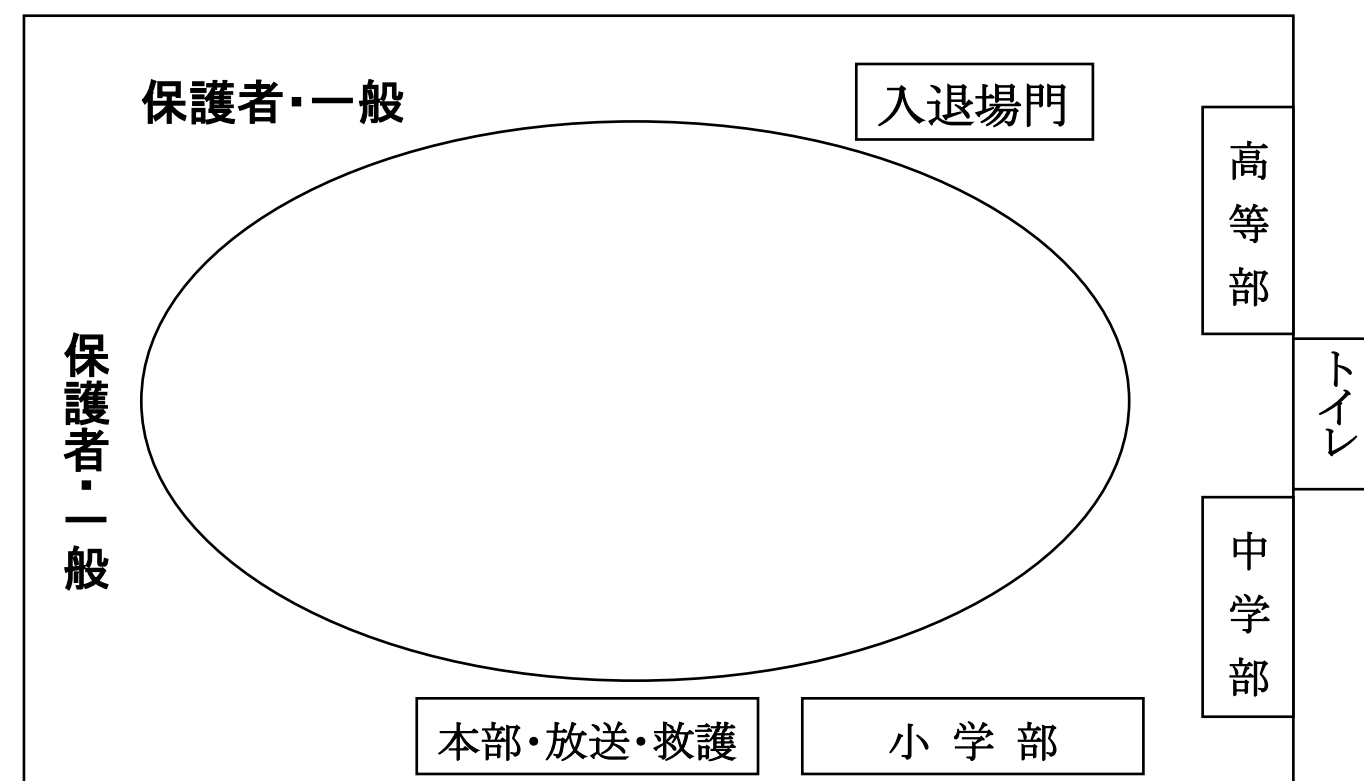 保護者・一般
入退場門
高等部
保護者・一般
トイレ
中学部
本部・放送・救護
小学部